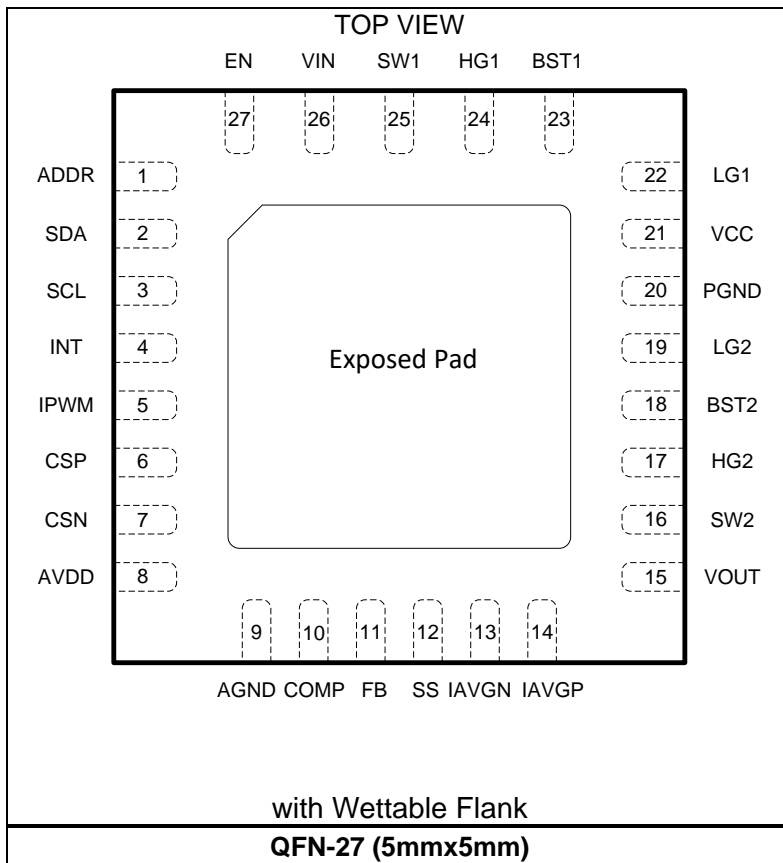 TOP VIEW
EN VIN SW1 HG1 BST1
27 26 25 24 23
ADDR 1 22 LG1
SDA 2 21 VCC
SCL 3 20 PGND
INT 4 19 LG2
Exposed Pad
IPWM 5 18 BST2
CSP 6 17 HG2
CSN 7 16 SW2
AVDD 8 15 VOUT
9 10 11 12 13 14
AGND COMP FB SS IAVGN IAVGP
with Wettable Flank
QFN-27 (5mmx5mm)